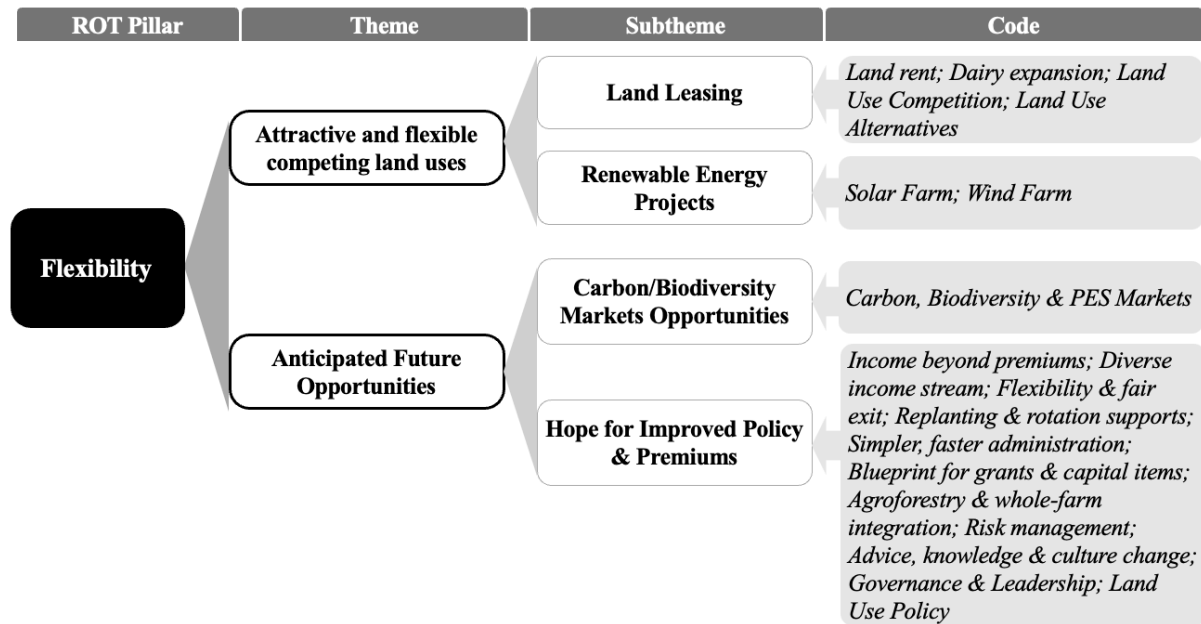 ROT Pillar
Theme
Subtheme
Code
Flexibility
Attractive and flexible
competing land uses
Land Leasing
Land rent; Dairy expansion; Land
Use Competition; Land Use
Alternatives
Renewable Energy
Projects
Solar Farm; Wind Farm
Anticipated Future
Opportunities
Carbon/Biodiversity
Markets Opportunities
Carbon, Biodiversity & PES Markets
Hope for Improved Policy
& Premiums
Income beyond premiums; Diverse
income stream; Flexibility & fair
exit; Replanting & rotation supports;
Simpler, faster administration;
Blueprint for grants & capital items;
Agroforestry & whole-farm
integration; Risk management;
Advice, knowledge & culture change;
Governance & Leadership; Land
Use Policy